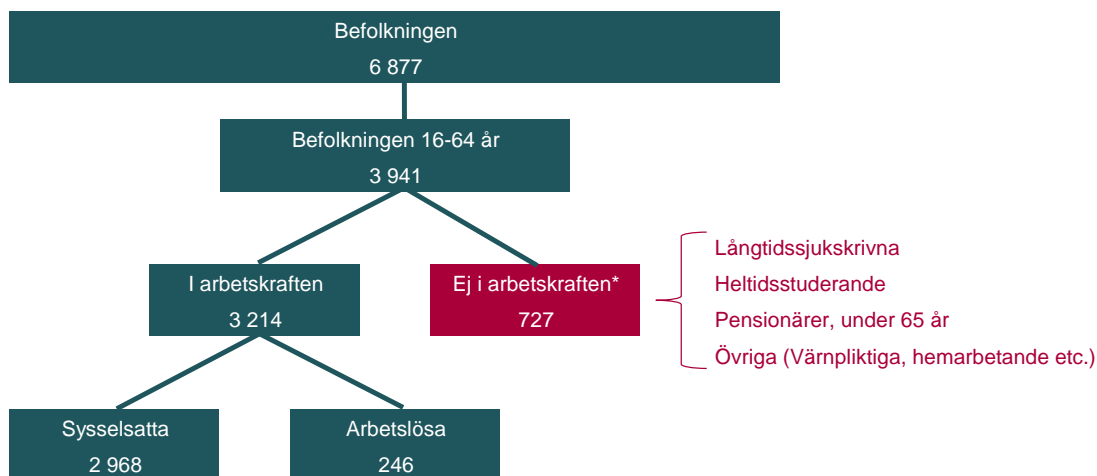 Befolkningen
6 877
Befolkningen 16-64 år
3 941
I arbetskraften
3 214
Ej i arbetskraften*
727
Långtidssjukskrivna
Heltidsstuderande
Pensionärer, under 65 år
Övriga (Värnpliktiga, hemarbetande etc.)
Sysselsatta
2 968
Arbetslösa
246